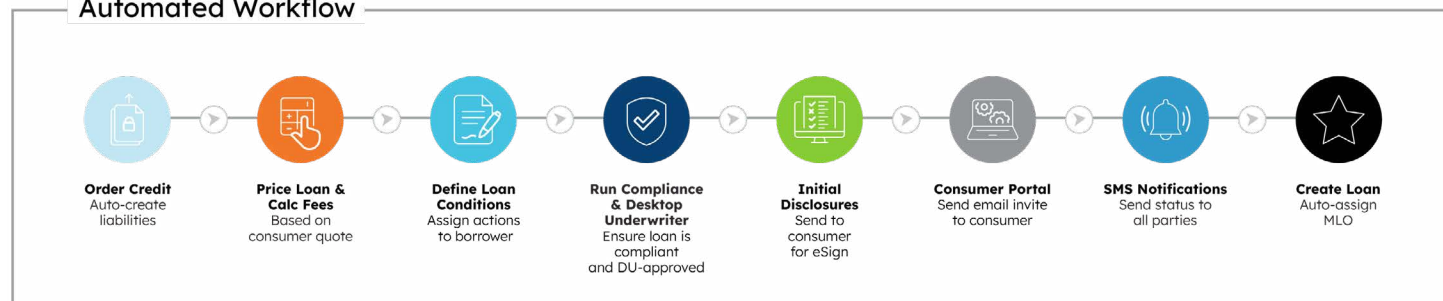 Automated Workflow
Order Credit
Auto-create
liabilities
Price Loan &
Calc Fees
Based on
consumer quote
Define Loan
Conditions
Assign actions
to borrower
Run Compliance
& Desktop
Underwriter
Ensure loan is
compliant
and DU-approved
Initial
Disclosures
Send to
consumer
for eSign
Consumer Portal
Send email invite
to consumer
SMS Notifications
Send status to
all parties
Create Loan
Auto-assign
MLO